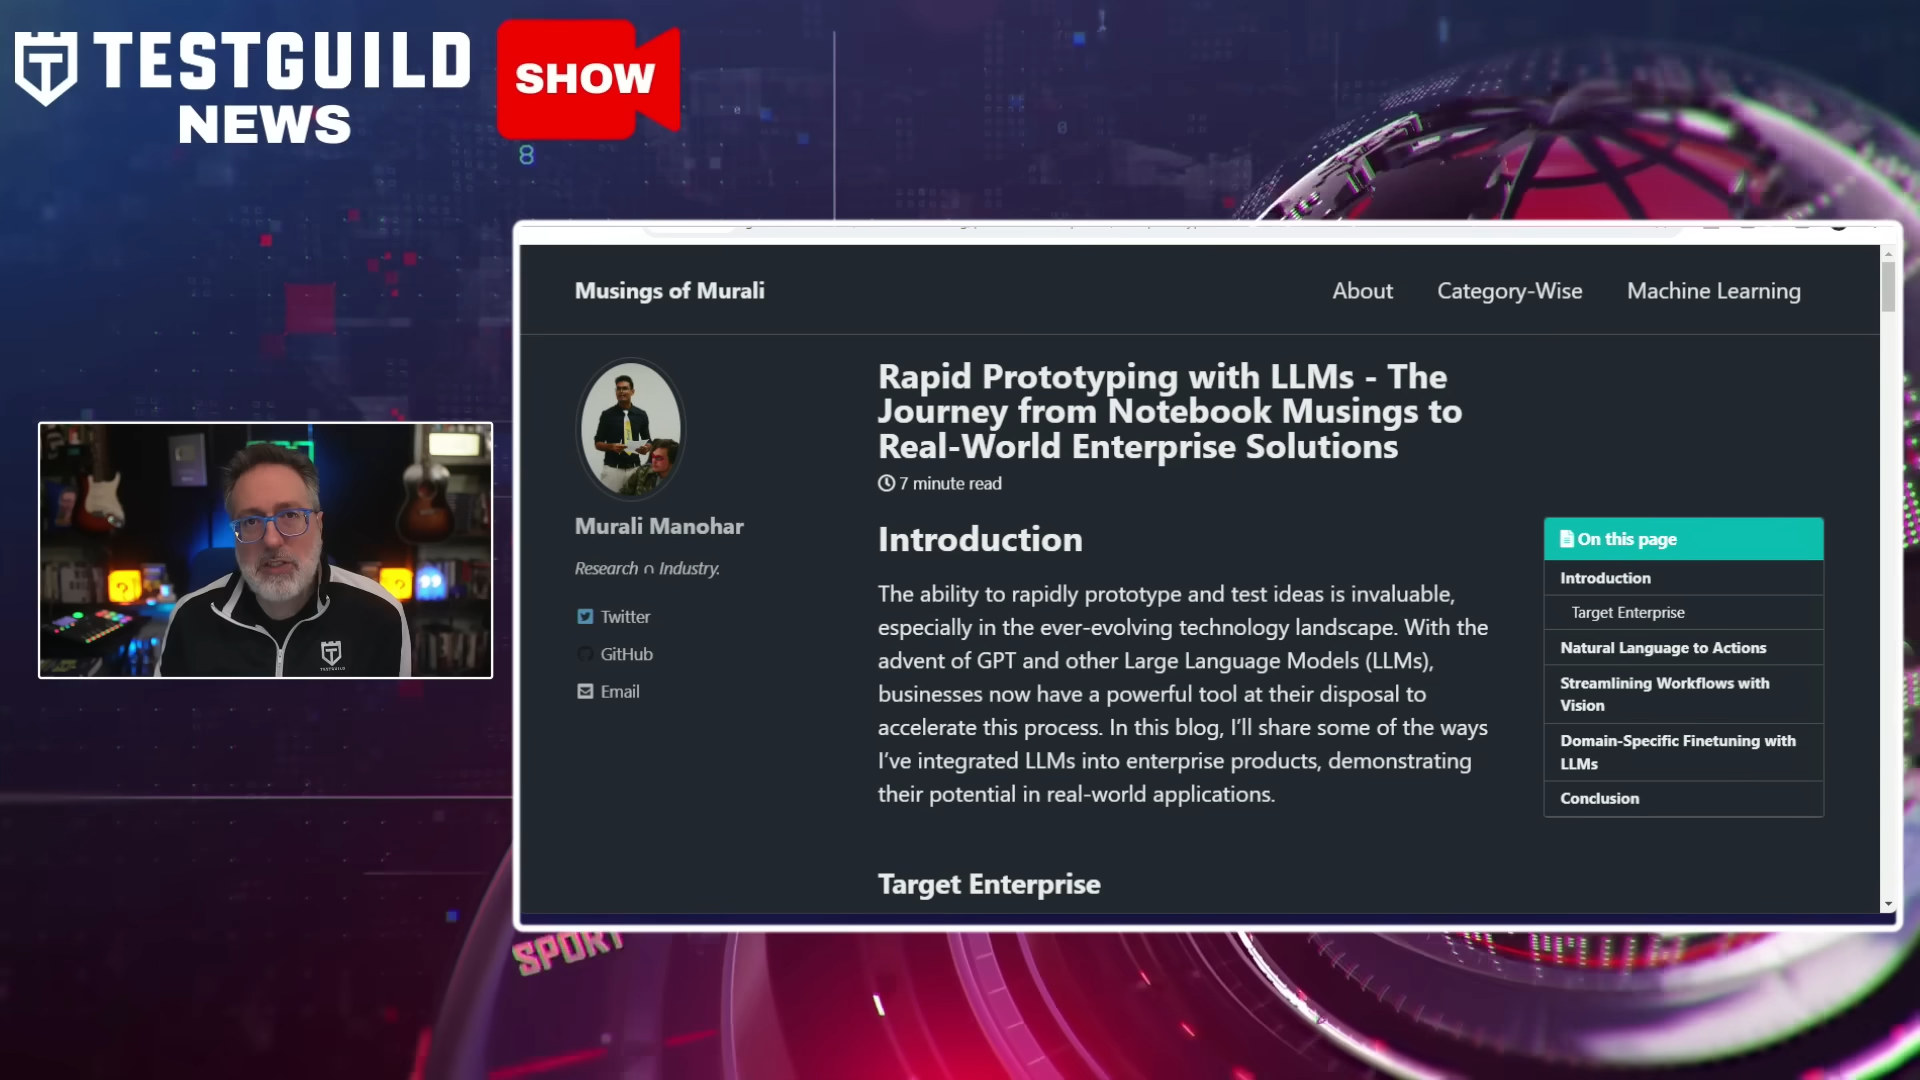 TESTGUILD
NEWS
SHOW
8
Musings of Murali
About
Category-Wise
Machine Learning
Rapid Prototyping with LLMs - The
Journey from Notebook Musings to
Real-World Enterprise Solutions
7 minute read
Murali Manohar
Research ∩ Industry.
Twitter
GitHub
Email
Introduction
The ability to rapidly prototype and test ideas is invaluable,
especially in the ever-evolving technology landscape. With the
advent of GPT and other Large Language Models (LLMs),
businesses now have a powerful tool at their disposal to
accelerate this process. In this blog, I'll share some of the ways
I've integrated LLMs into enterprise products, demonstrating
their potential in real-world applications.
Target Enterprise
On this page
Introduction
Target Enterprise
Natural Language to Actions
Streamlining Workflows with
Vision
Domain-Specific Finetuning with
LLMs
Conclusion
TESTGUILD
SPORT